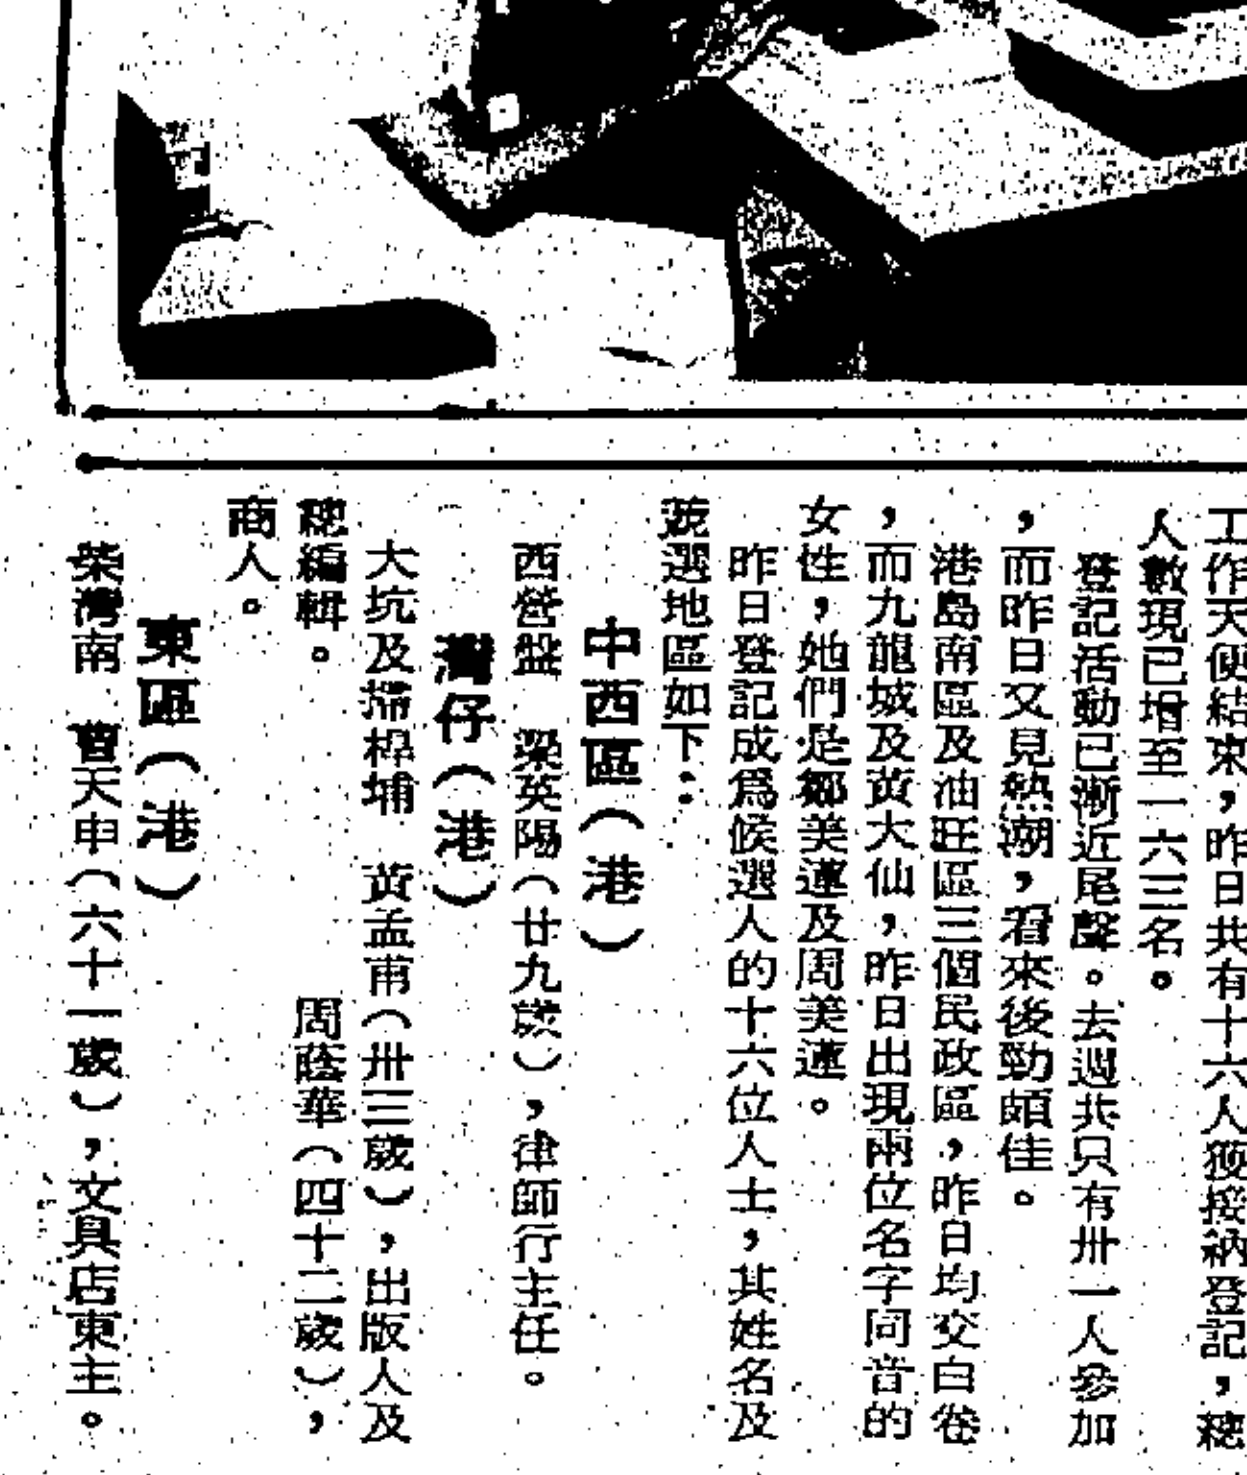 工作天便結束，昨日共有十六人獲接納登記，總
人數現已增至一六三名。
登記活動已漸近尾聲。去週共只有卅一人參加
，而昨日又見熱潮，看來後勁頗佳。
港島南區及油旺區三個民政區，昨日均交白卷
，而九龍城及黃大仙，昨日出現兩位名字同音的
女性，她們是鄒美蓮及周美蓮。
昨日登記成爲候選人的十六位人士，其姓名及
競選地區如下：
中西區（港）
西營盤　梁英陽（廿九歲），律師行主任。
灣仔（港）
大坑及掃桿埔　黃孟甫（卅三歲），出版人及
總編輯。　周蔭華（四十二歲），
商人。
東區（港）
柴灣南　曹天申（六十一歲），文具店東主。